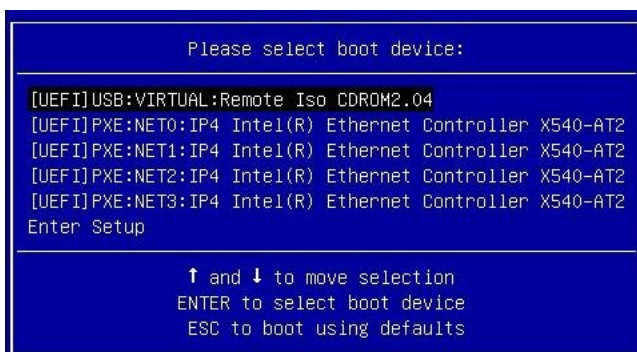 Please select boot device:
[UEFI]USB:VIRTUAL:Remote Iso CDROM2.04
[UEFI]PXE:NET0:IP4 Intel(R) Ethernet Controller X540-AT2
[UEFI]PXE:NET1:IP4 Intel(R) Ethernet Controller X540-AT2
[UEFI]PXE:NET2:IP4 Intel(R) Ethernet Controller X540-AT2
[UEFI]PXE:NET3:IP4 Intel(R) Ethernet Controller X540-AT2
Enter Setup
↑ and ↓ to move selection
ENTER to select boot device
ESC to boot using defaults